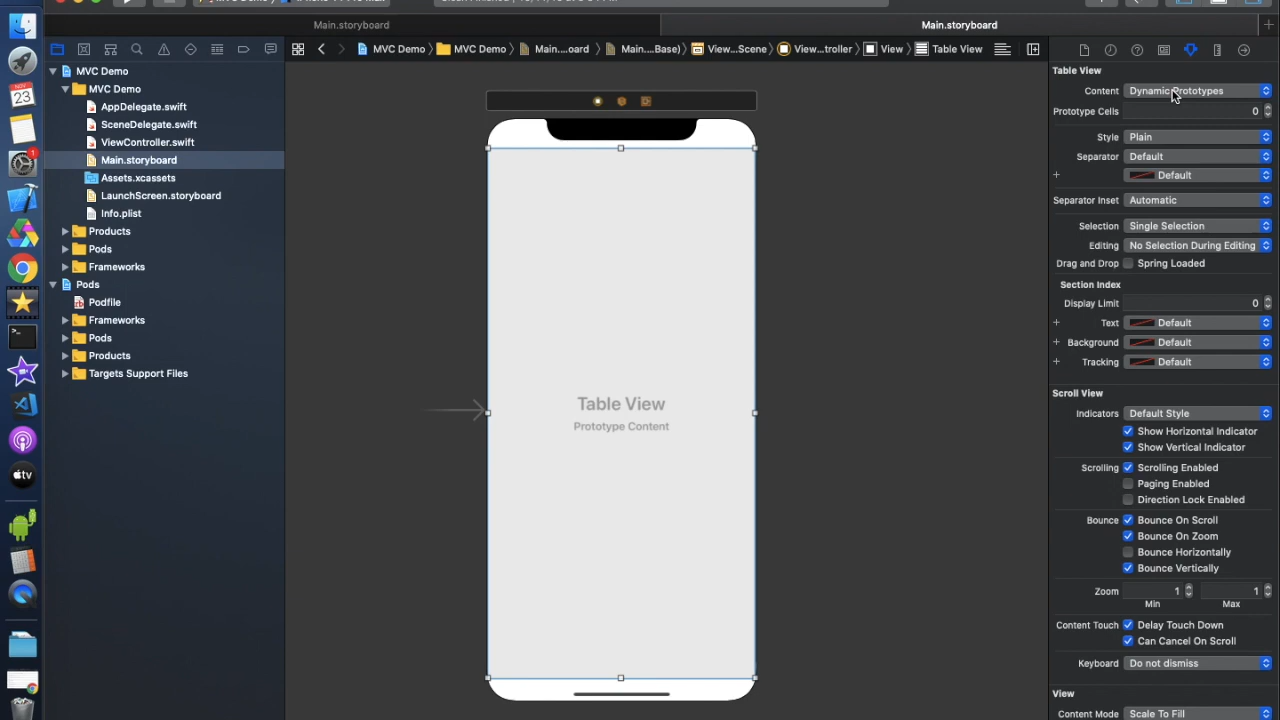 Main.storyboard
Main.storyboard
MVC Demo
MVC Demo
Main....oard
Main....Base)
View...Scene
View...troller
View
Table View
NOV
23
1
tv
MVC Demo
MVC Demo
AppDelegate.swift
SceneDelegate.swift
ViewController.swift
Main.storyboard
Assets.xcassets
LaunchScreen.storyboard
Info.plist
Products
Pods
Frameworks
Pods
Podfile
Frameworks
Pods
Products
Targets Support Files
Table View
Prototype Content
Table View
Content Dynamic Prototypes
Prototype Cells 0
Style Plain
Separator Default
Default
Separator Inset Automatic
Selection Single Selection
Editing No Selection During Editing
Drag and Drop Spring Loaded
Section Index
Display Limit 0
Text Default
Background Default
Tracking Default
Scroll View
Indicators Default Style
Show Horizontal Indicator
Show Vertical Indicator
Scrolling Scrolling Enabled
Paging Enabled
Direction Lock Enabled
Bounce Bounce On Scroll
Bounce On Zoom
Bounce Horizontally
Bounce Vertically
Zoom 1 1
Min Max
Content Touch Delay Touch Down
Can Cancel On Scroll
Keyboard Do not dismiss
View
Content Mode Scale To Fill